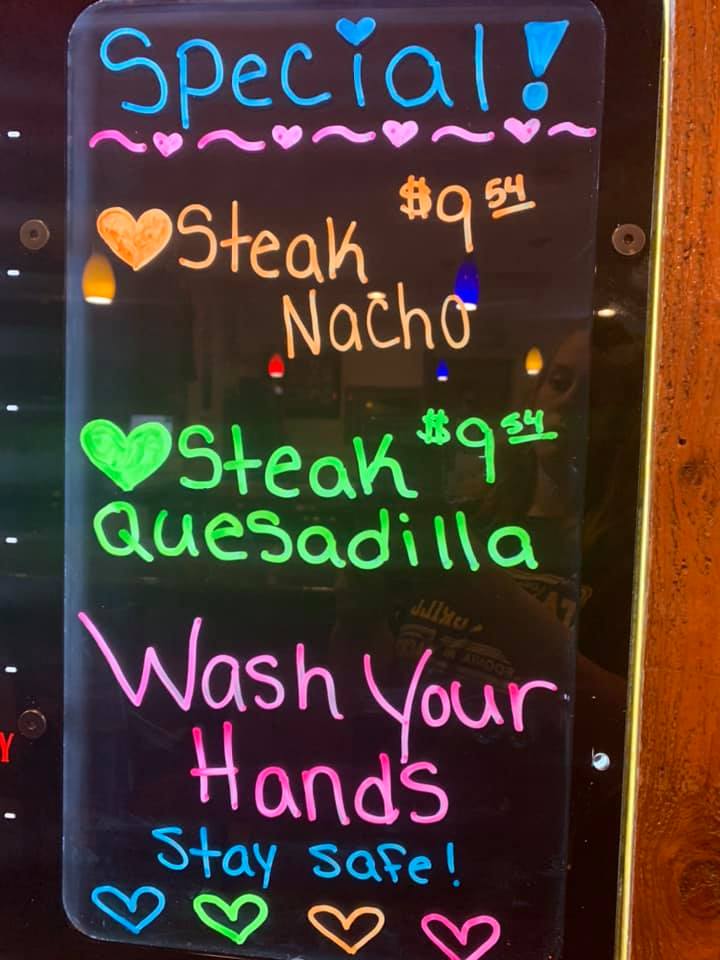 Special!
Steak $9 54
Nacho
Steak $9 54
Quesadilla
Wash Your
Hands
Stay safe!
Y